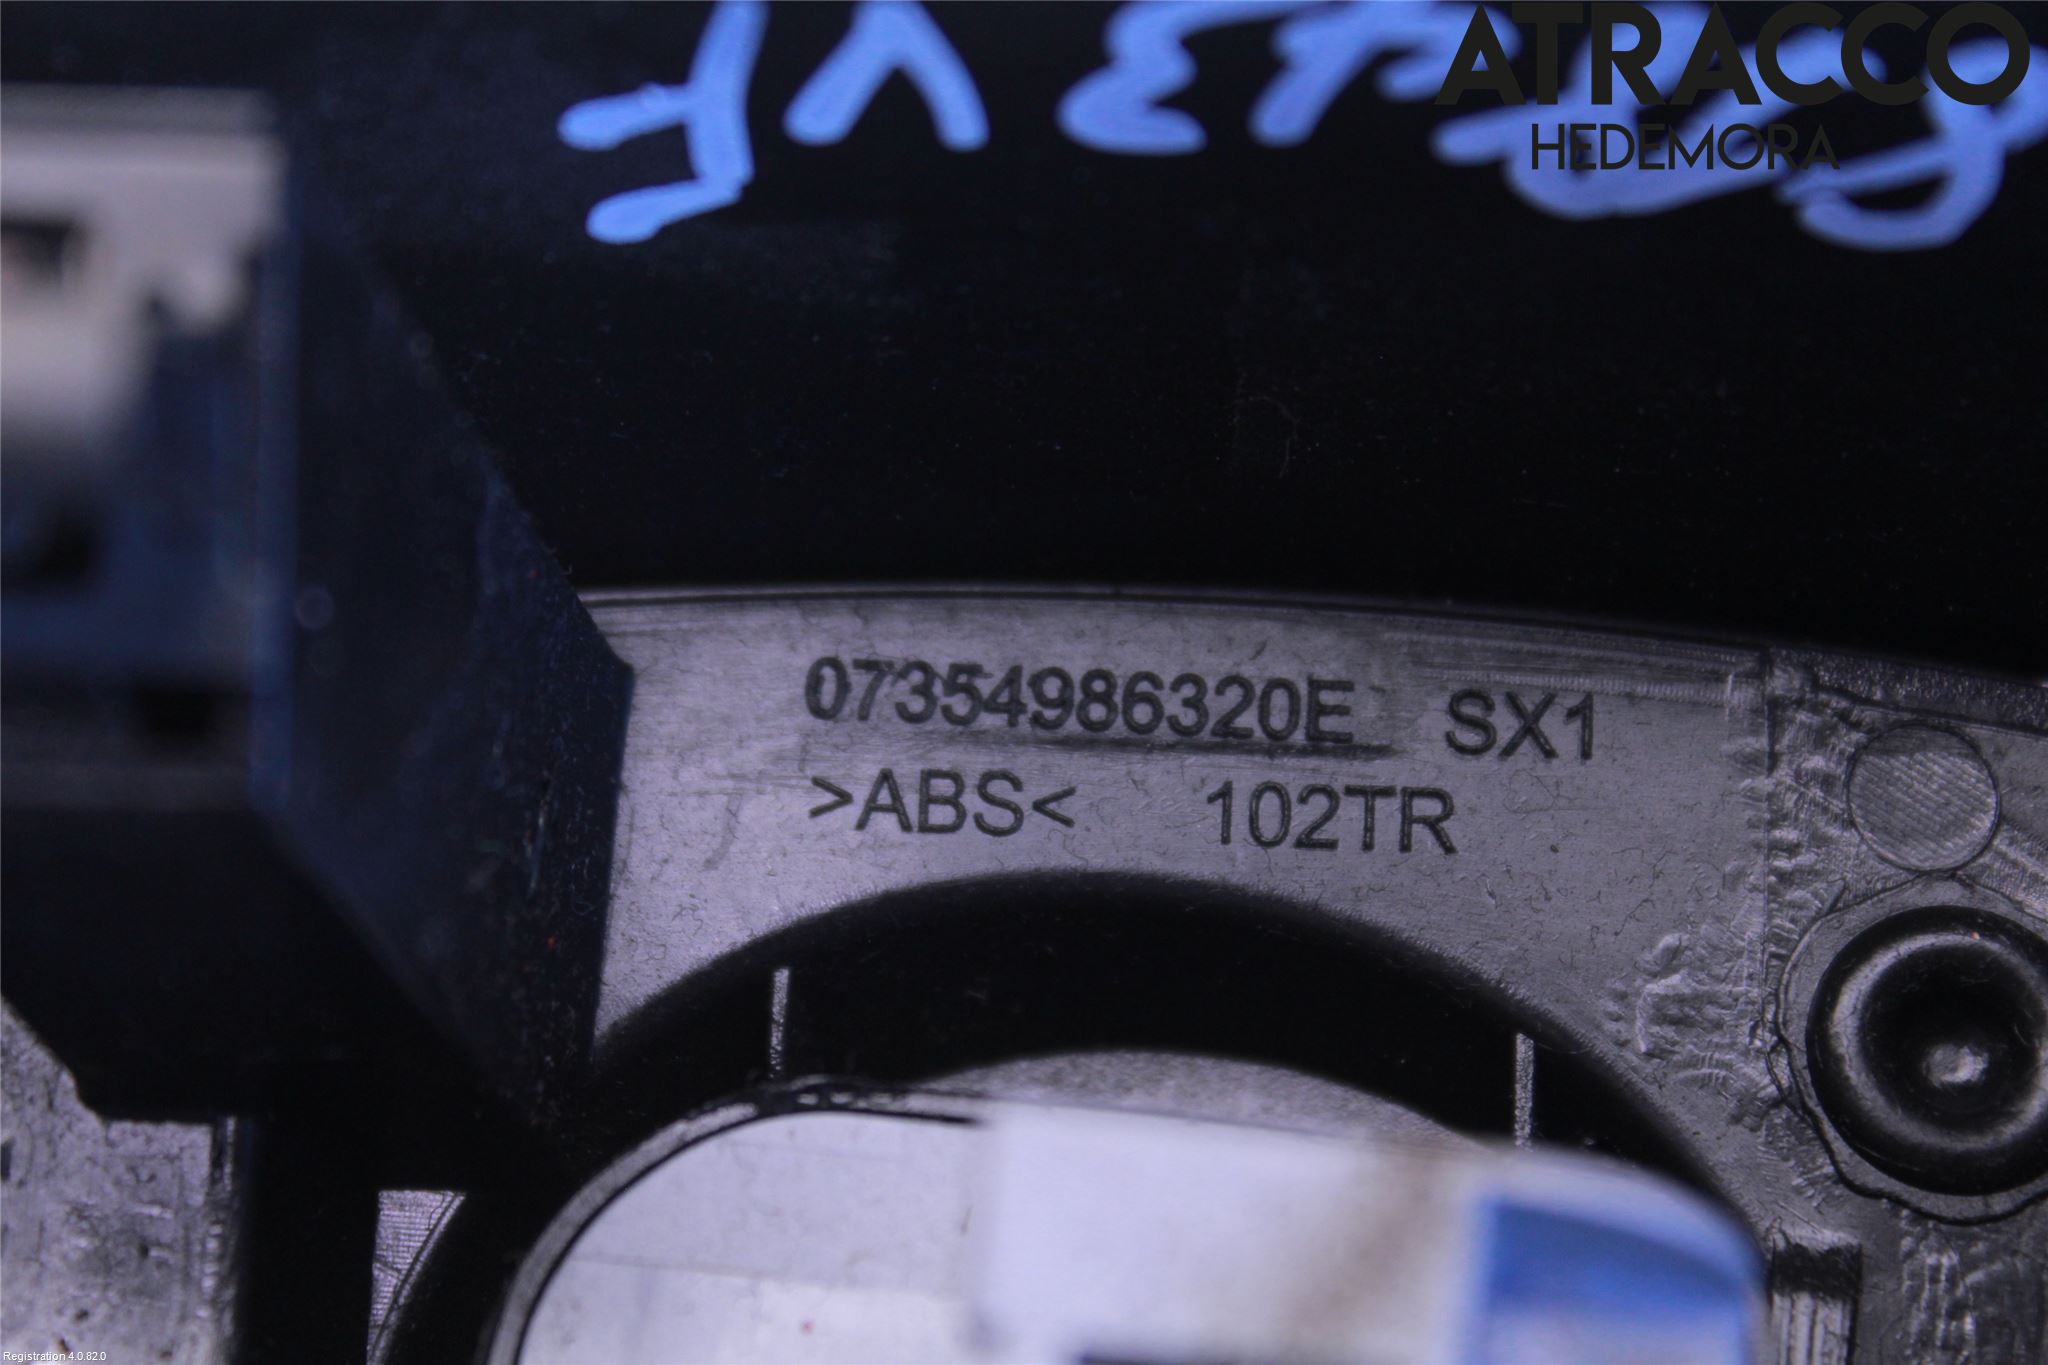 ATRACCO
HEDEMORA
07354986320E SX1
>ABS< 102TR
Registration 4.0.82.0